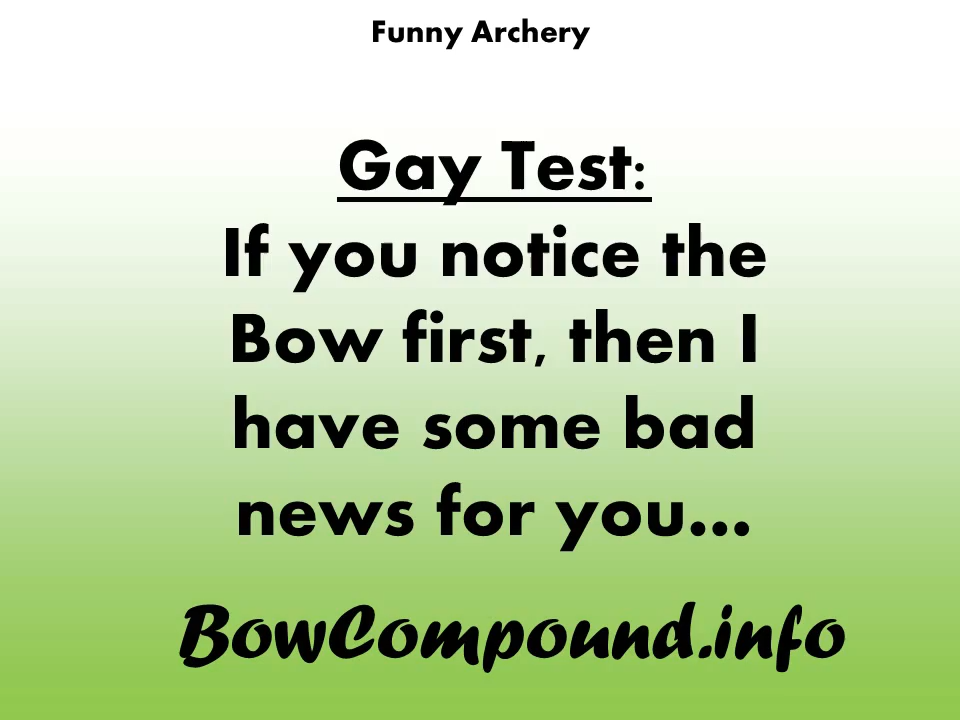 Funny Archery
Gay Test:
If you notice the
Bow first, then I
have some bad
news for you...
BowCompound.info